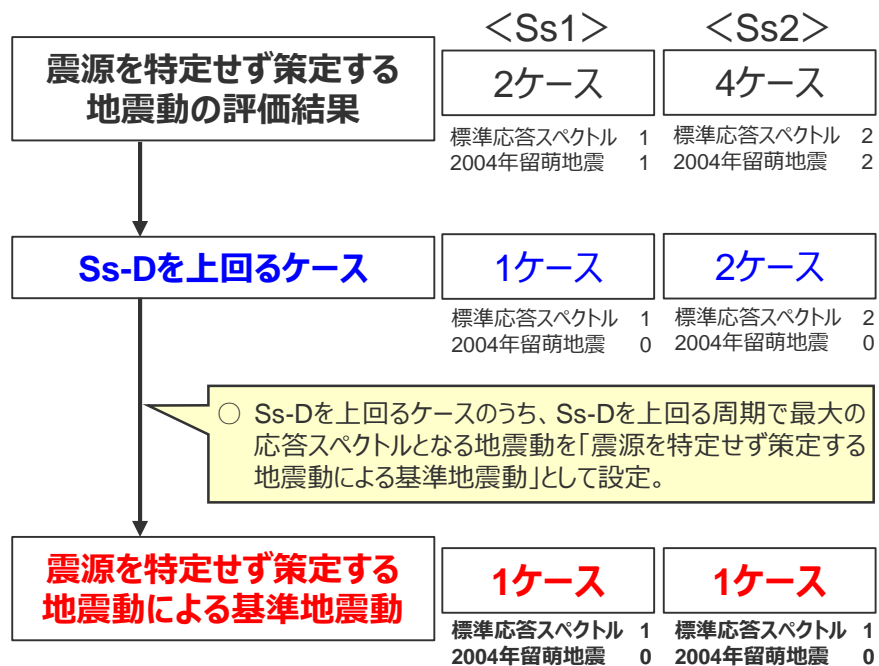 ＜Ss1＞ ＜Ss2＞
震源を特定せず策定する
地震動の評価結果
2ケース 4ケース
標準応答スペクトル 1 標準応答スペクトル 2
2004年留萌地震 1 2004年留萌地震 2
Ss-Dを上回るケース 1ケース 2ケース
標準応答スペクトル 1 標準応答スペクトル 2
2004年留萌地震 0 2004年留萌地震 0
○ Ss-Dを上回るケースのうち、Ss-Dを上回る周期で最大の
応答スペクトルとなる地震動を「震源を特定せず策定する
地震動による基準地震動」として設定。
震源を特定せず策定する
地震動による基準地震動
1ケース 1ケース
標準応答スペクトル 1 標準応答スペクトル 1
2004年留萌地震 0 2004年留萌地震 0